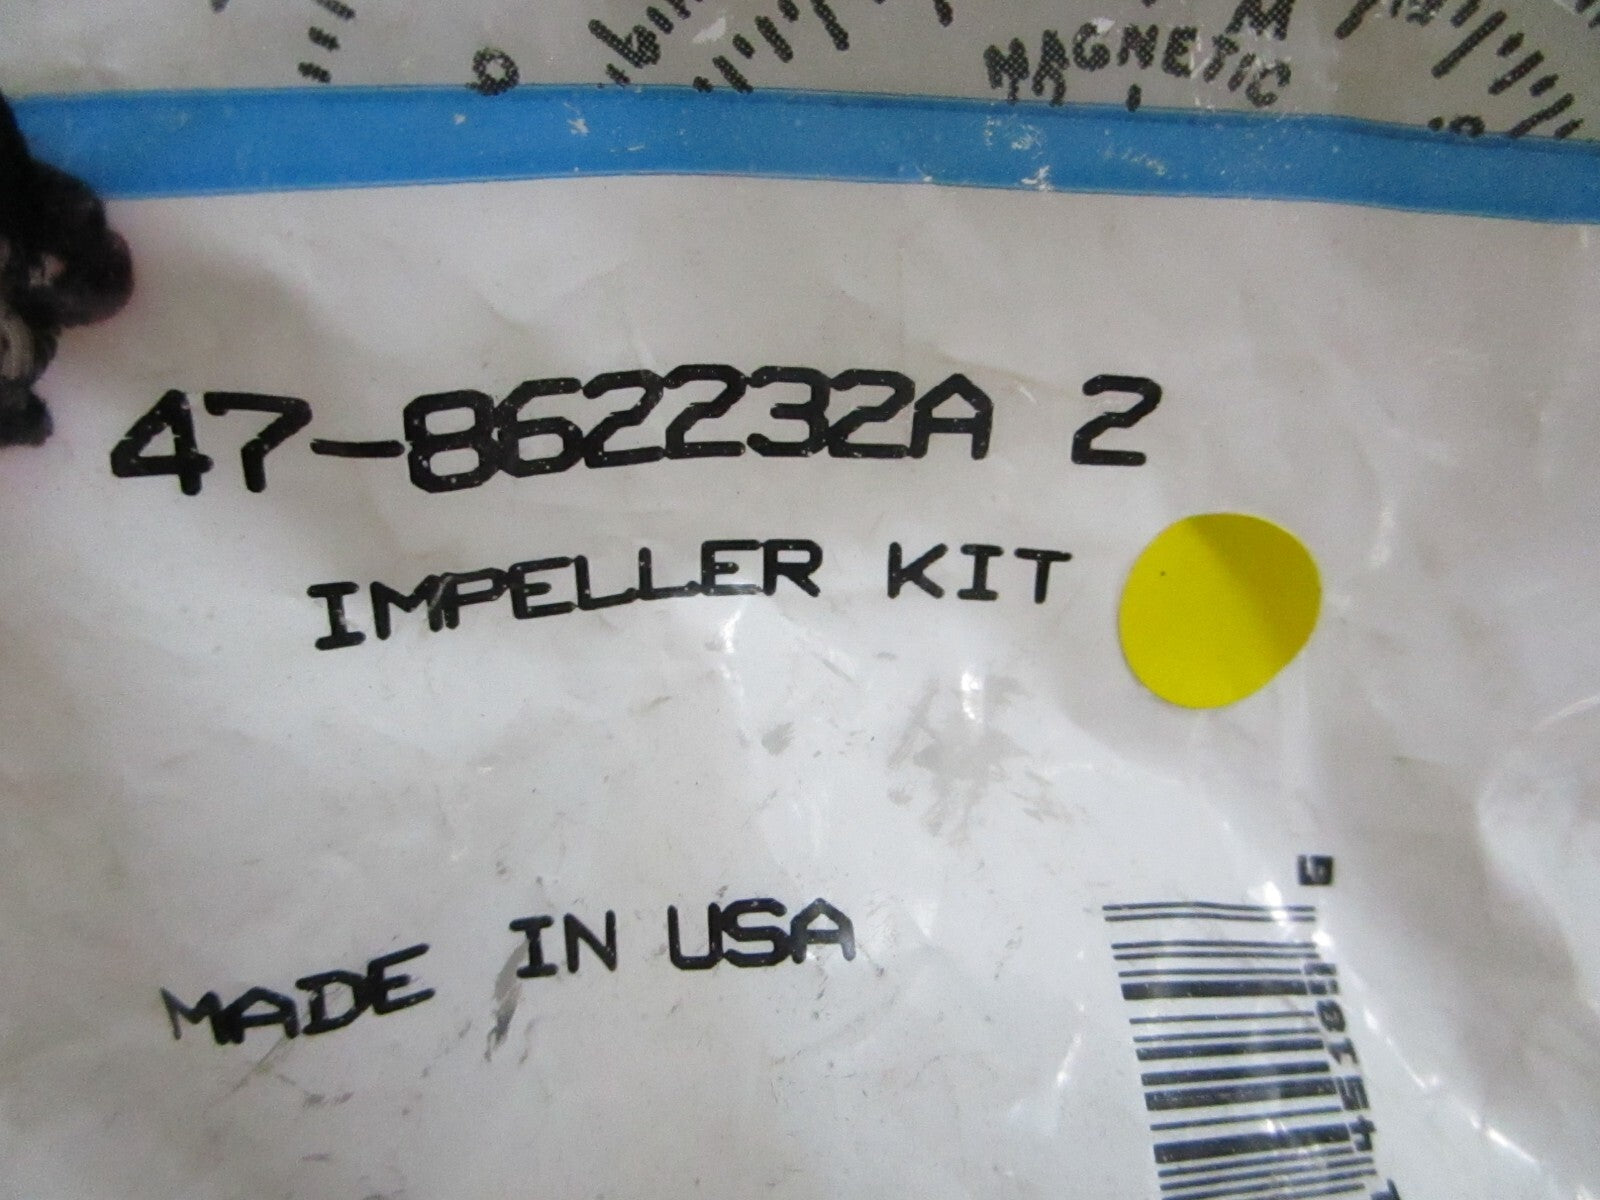 MAGNETIC
47-862232A 2
IMPELLER KIT
MADE IN USA